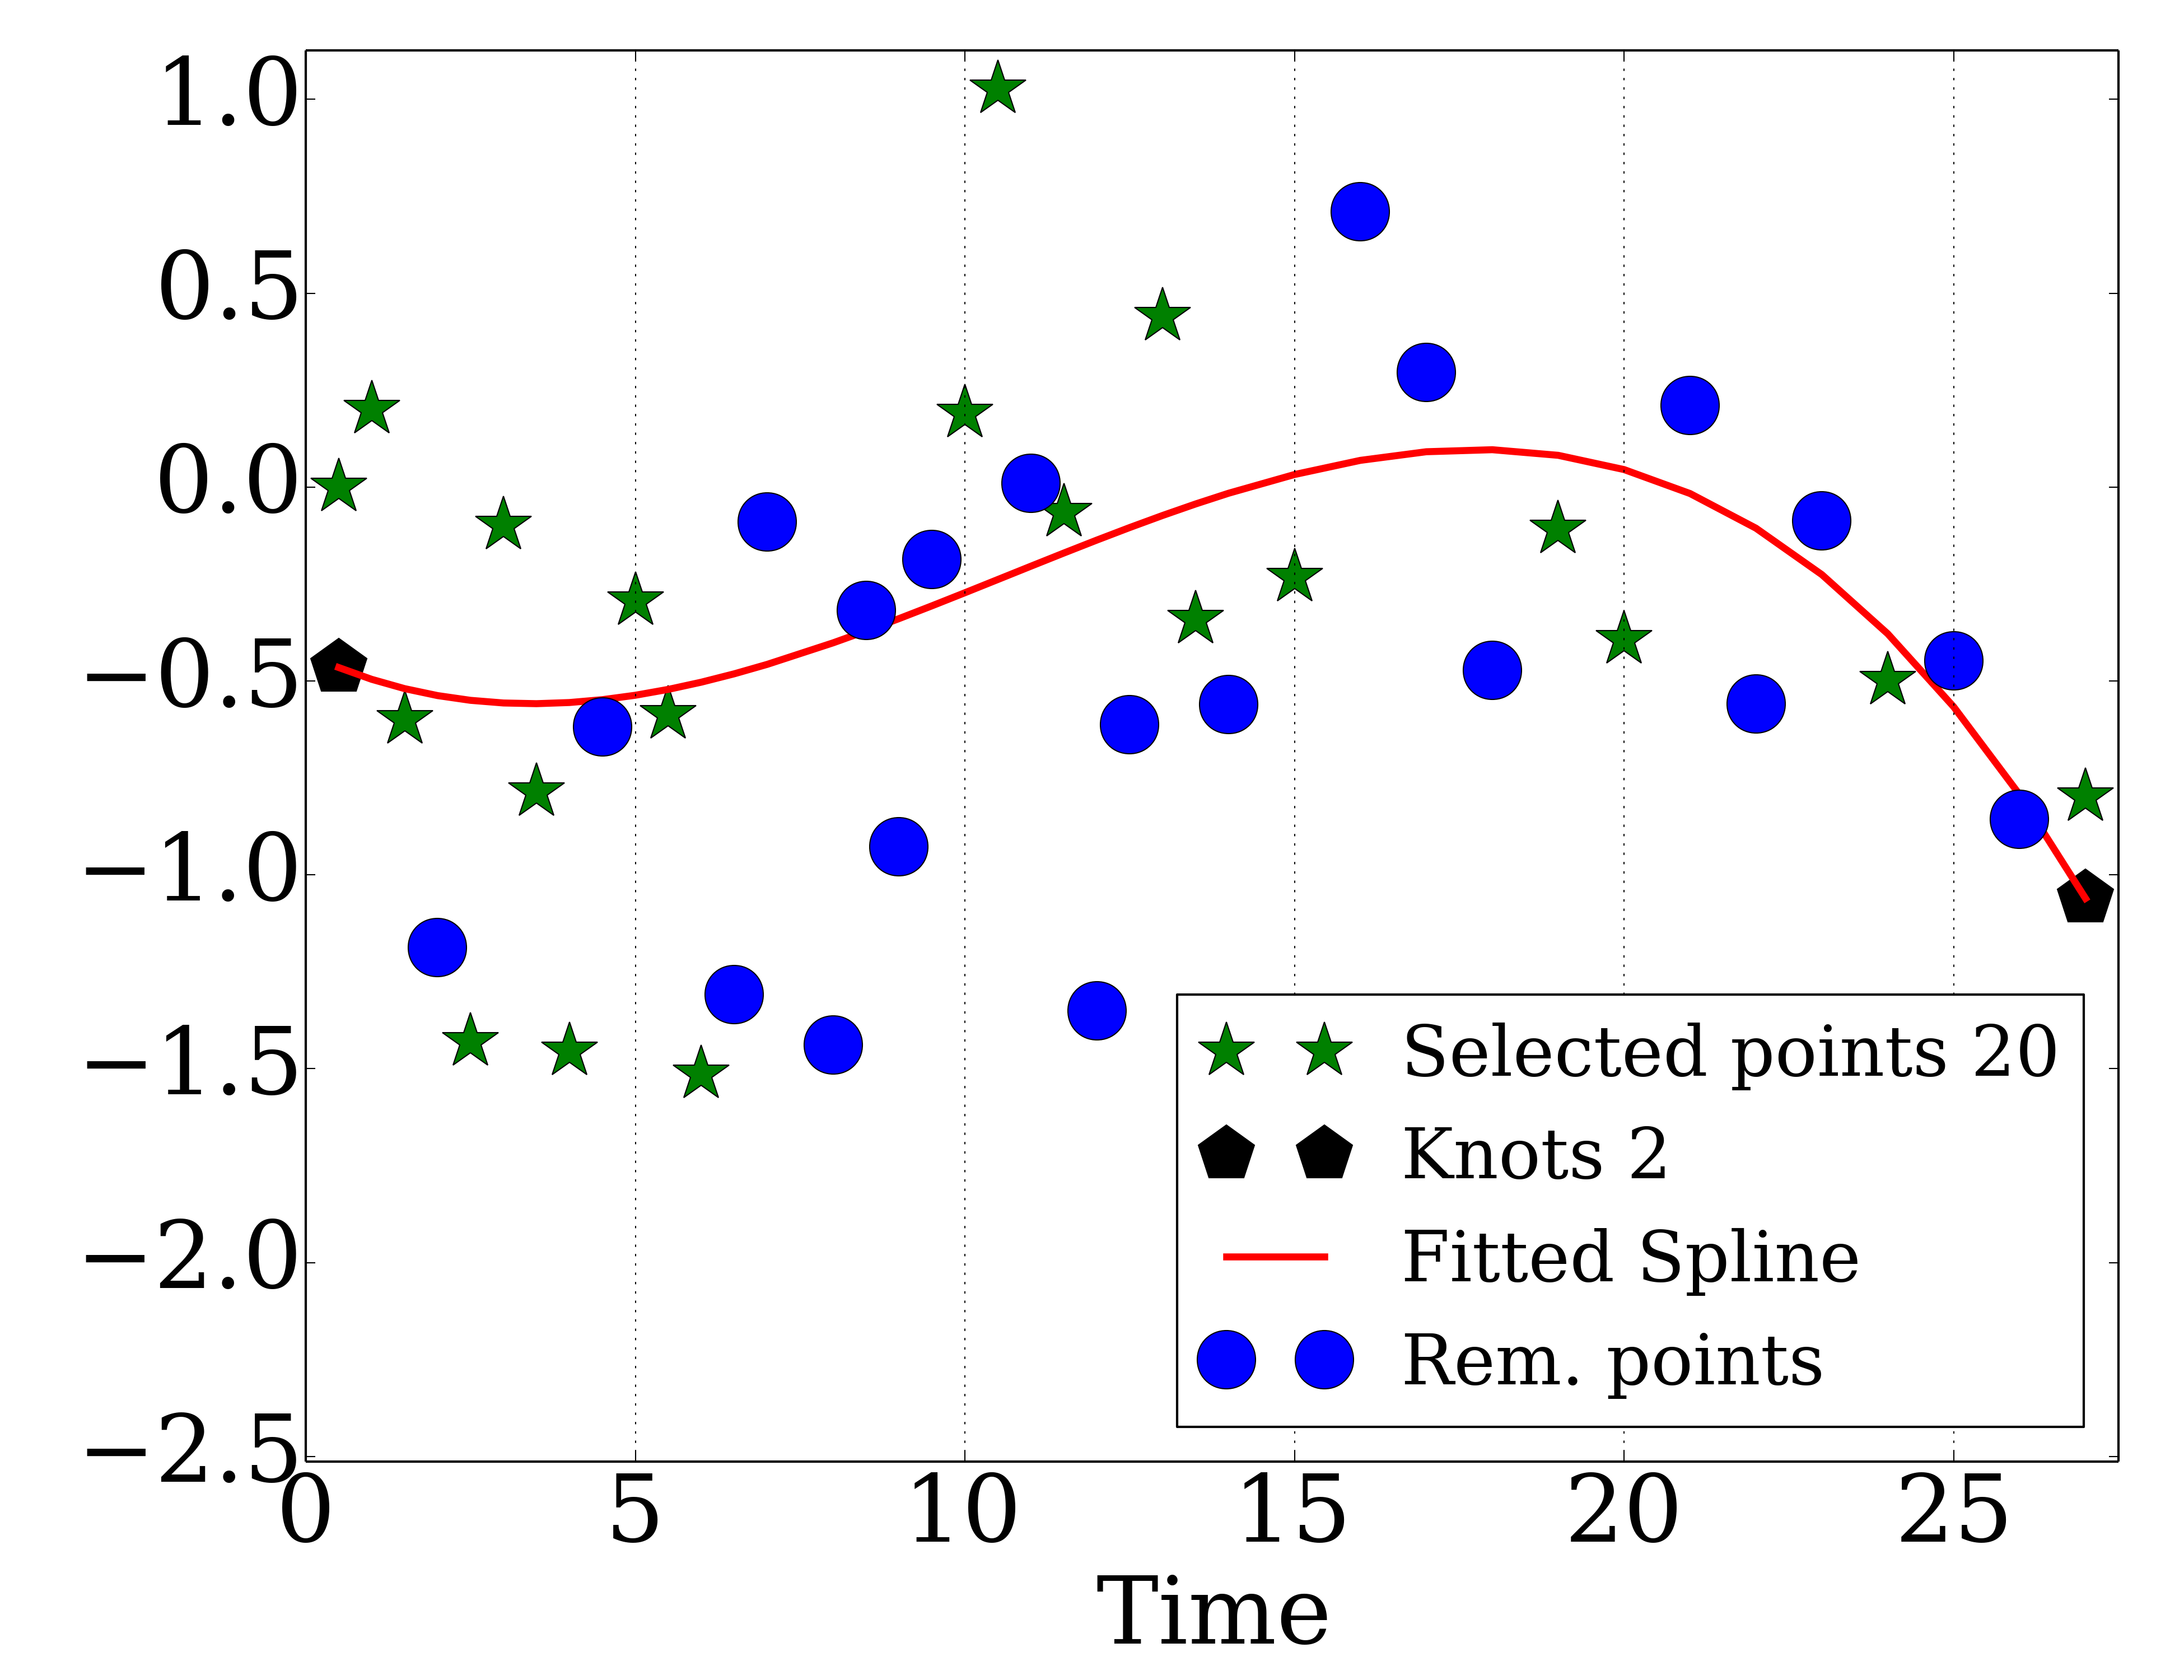 1.0
0.5
0.0
−0.5
−1.0
−1.5
−2.0
−2.5
0 5 10 15 20 25
Time
Selected points 20
Knots 2
Fitted Spline
Rem. points